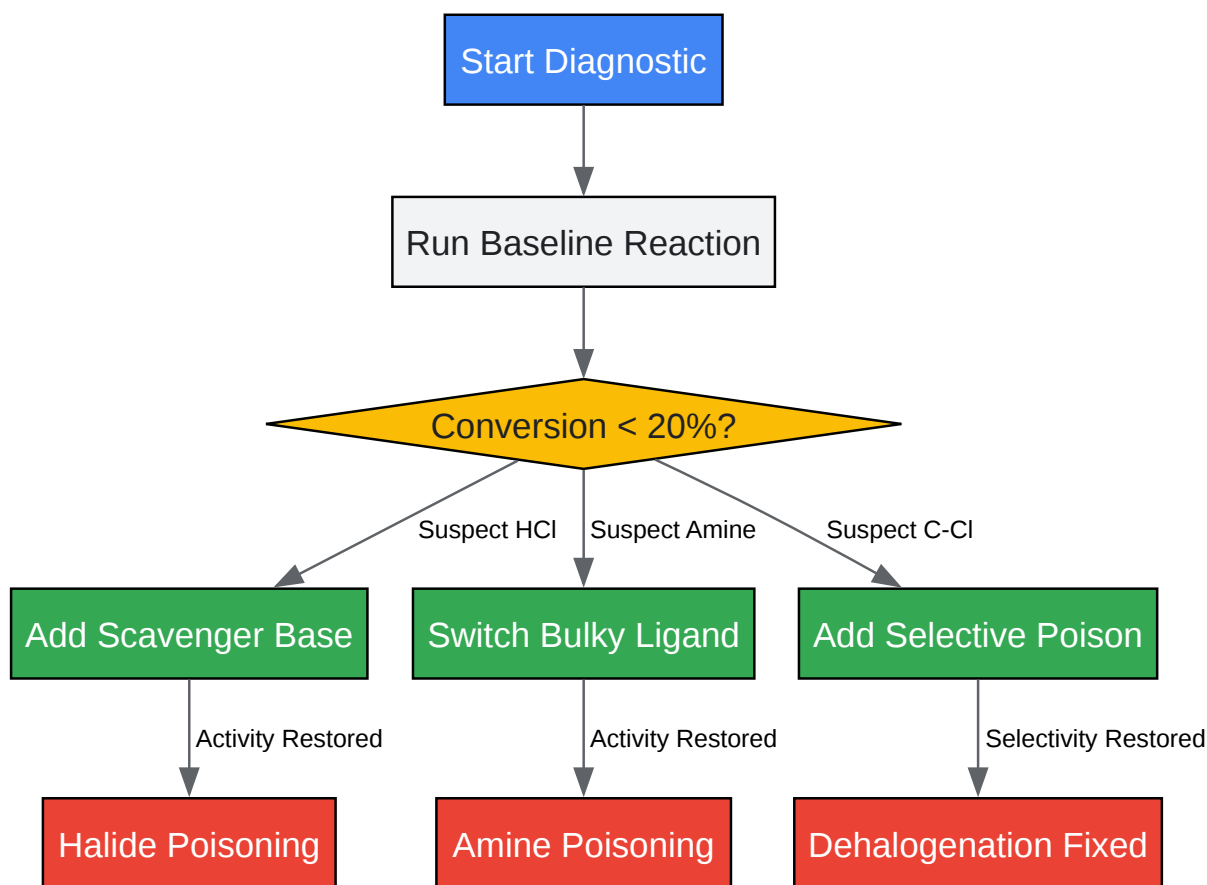 Start Diagnostic
Run Baseline Reaction
Conversion < 20%?
Suspect HCl
Suspect Amine
Suspect C-Cl
Add Scavenger Base
Switch Bulky Ligand
Add Selective Poison
Activity Restored
Activity Restored
Selectivity Restored
Halide Poisoning
Amine Poisoning
Dehalogenation Fixed